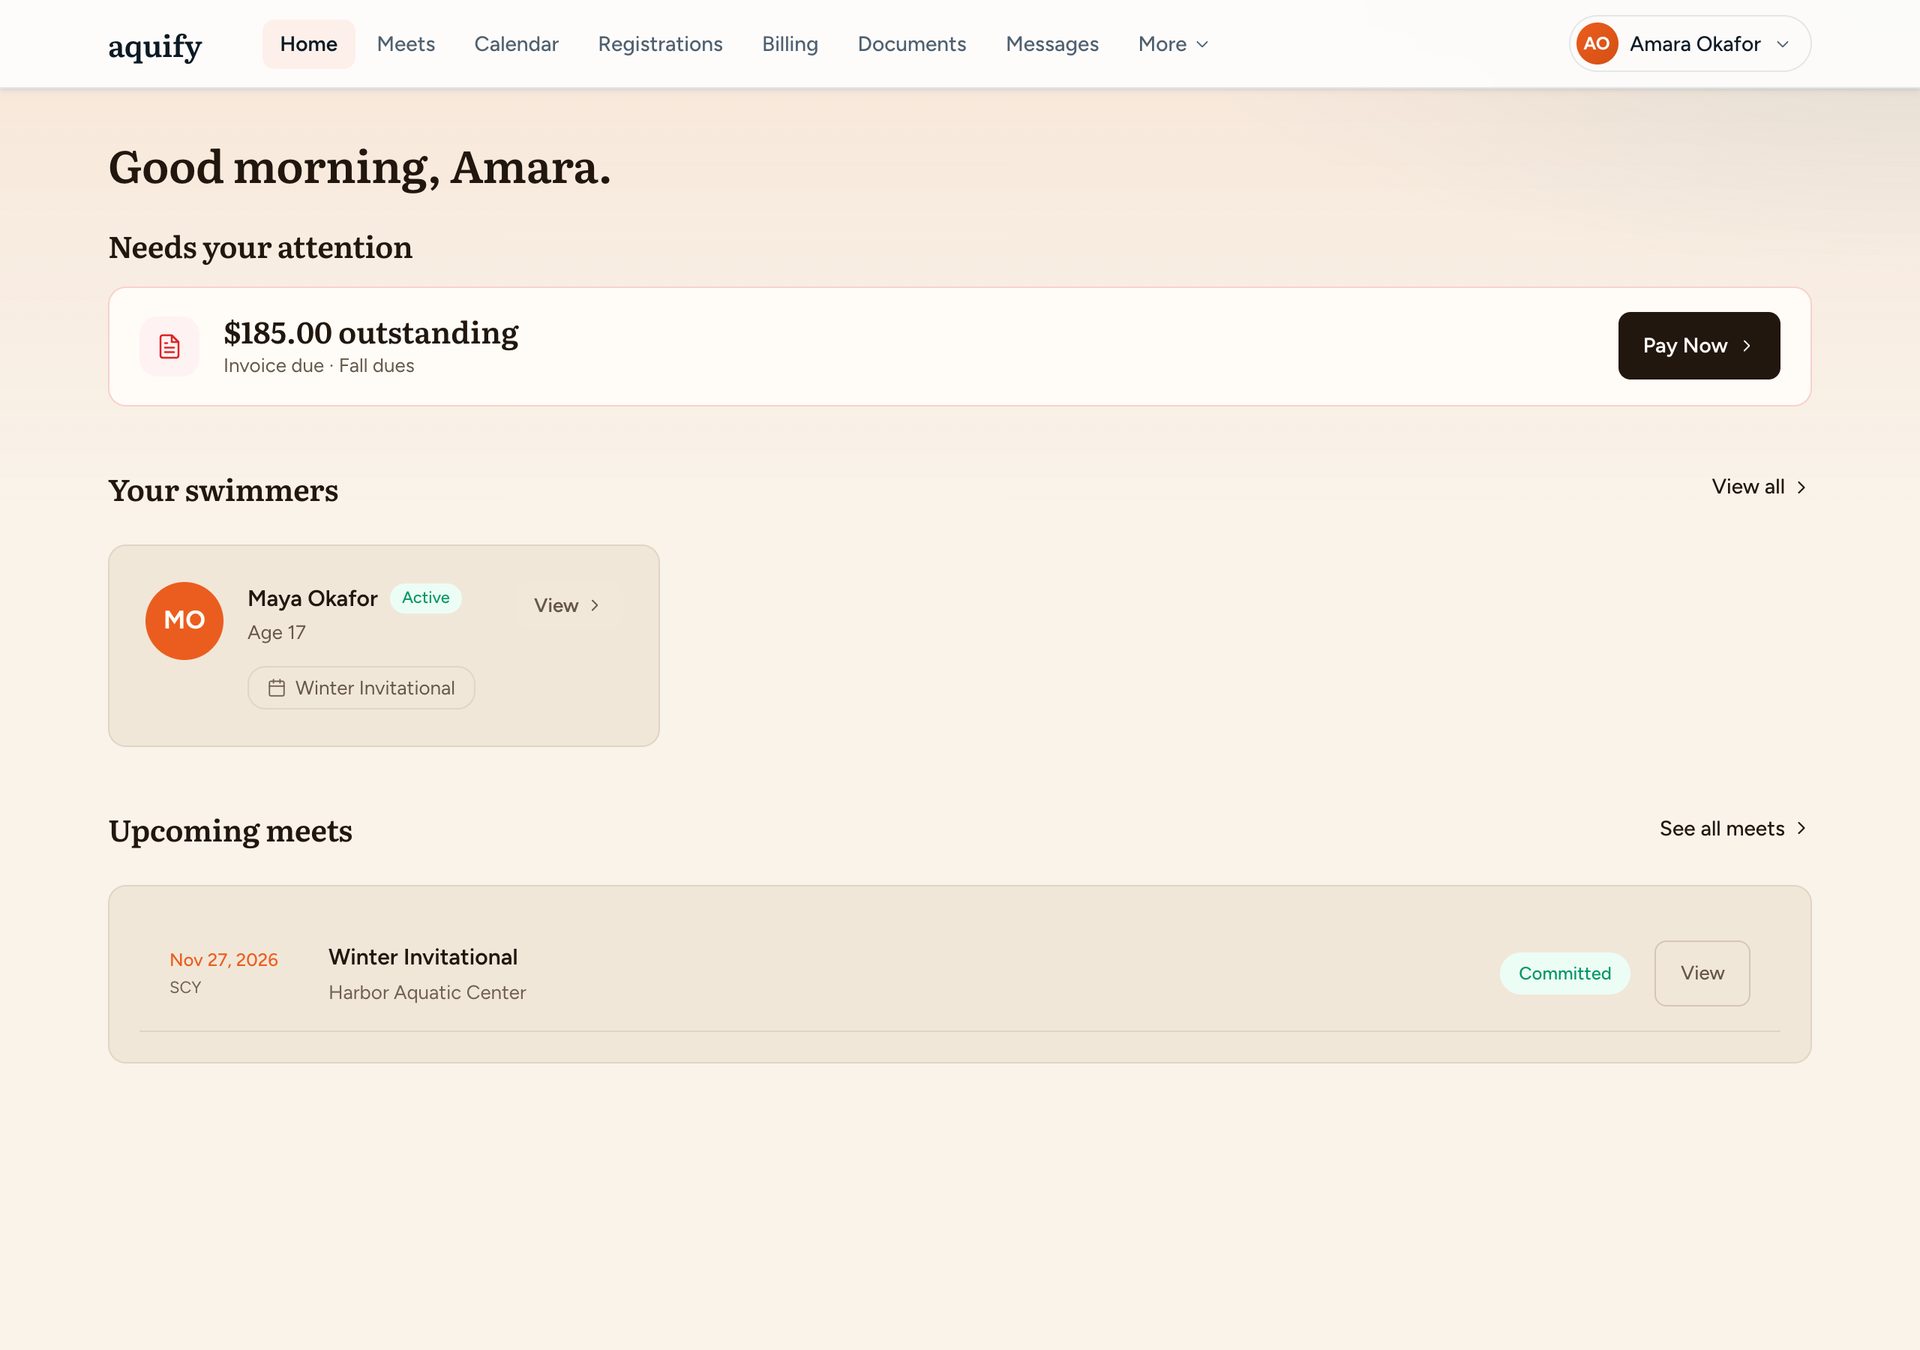 aquify
Home
Meets
Calendar
Registrations
Billing
Documents
Messages
More
AO
Amara Okafor
Good morning, Amara.
Needs your attention
$185.00 outstanding
Invoice due · Fall dues
Pay Now
Your swimmers
View all
MO
Maya Okafor
Active
View
Age 17
Winter Invitational
Upcoming meets
See all meets
Nov 27, 2026
SCY
Winter Invitational
Harbor Aquatic Center
Committed
View